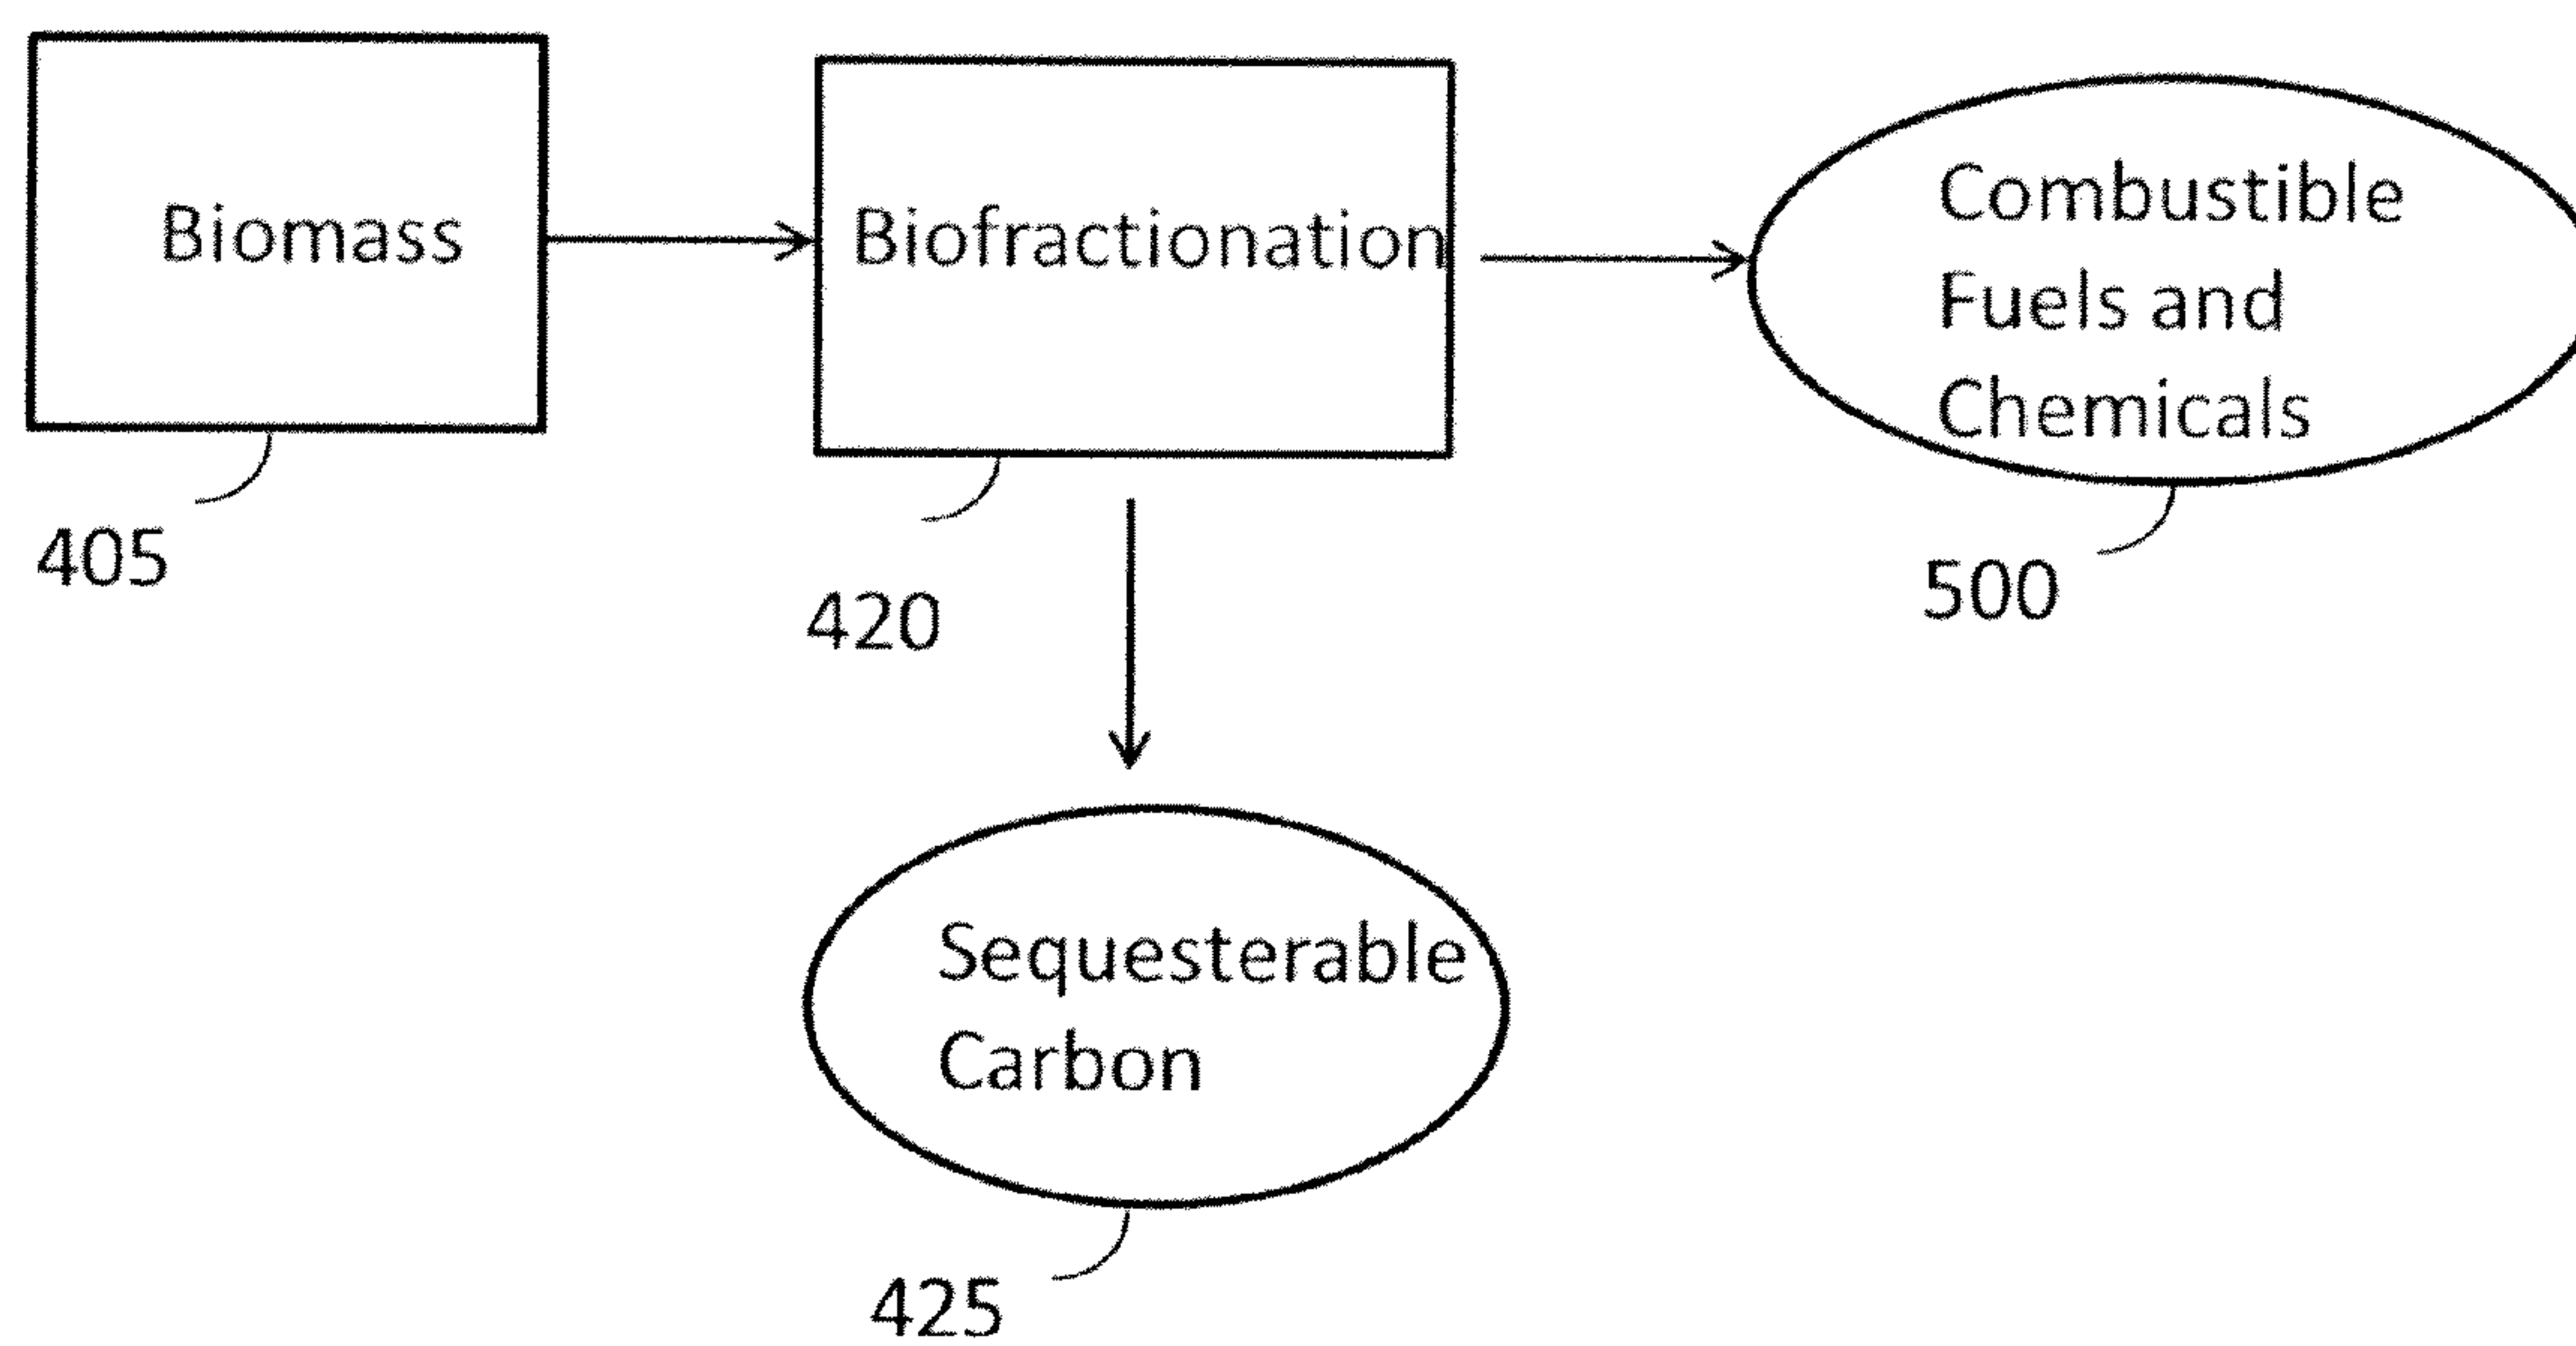 Biomass
Biofractionation
Combustible
Fuels and
Chemicals
405
420
500
Sequesterable
Carbon
425